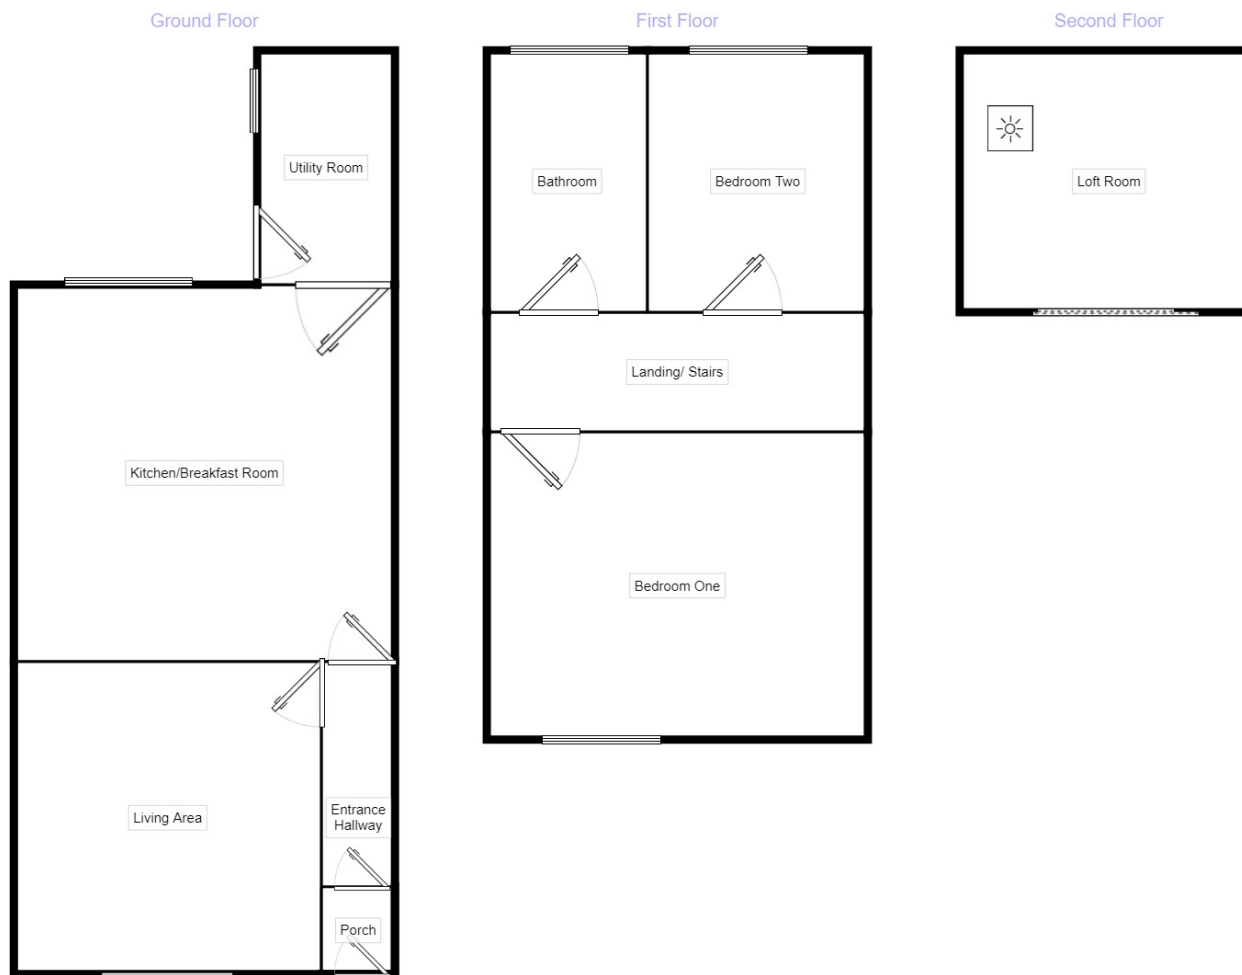 Ground Floor
First Floor
Second Floor
Utility Room
Bathroom
Bedroom Two
Loft Room
Landing/ Stairs
Kitchen/Breakfast Room
Bedroom One
Living Area
Entrance
Hallway
Porch